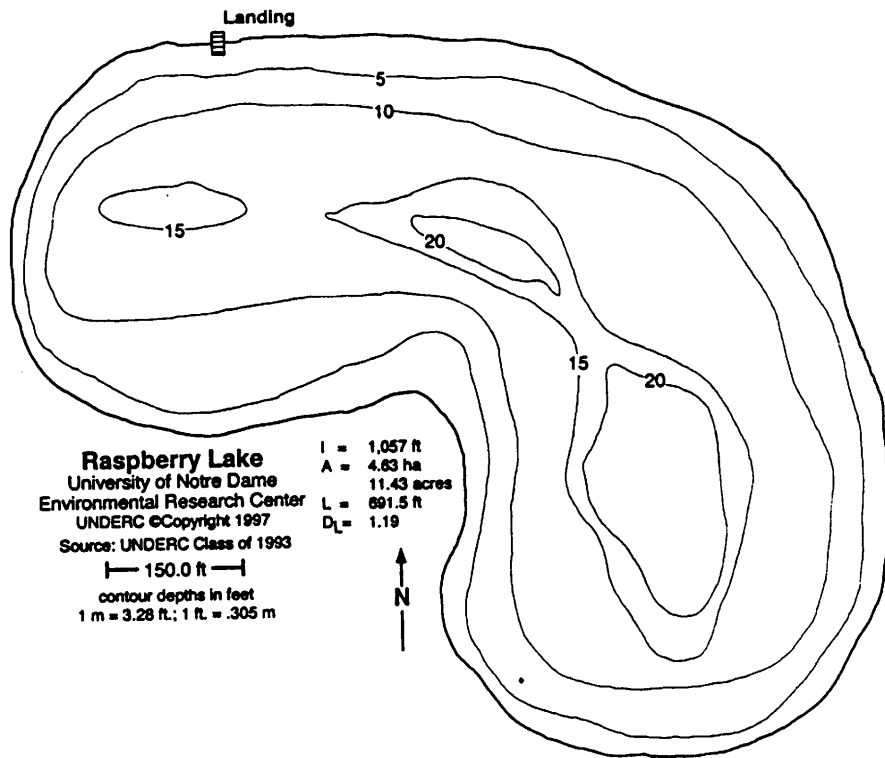 Landing
5
10
15
20
15
20
Raspberry Lake
University of Notre Dame
Environmental Research Center
UNDERC ©Copyright 1997
Source: UNDERC Class of 1993
150.0 ft
contour depths in feet
1 m = 3.28 ft.; 1 ft. = .305 m
l = 1,057 ft
A = 4.63 ha
11.43 acres
L = 691.5 ft
DL= 1.19
N